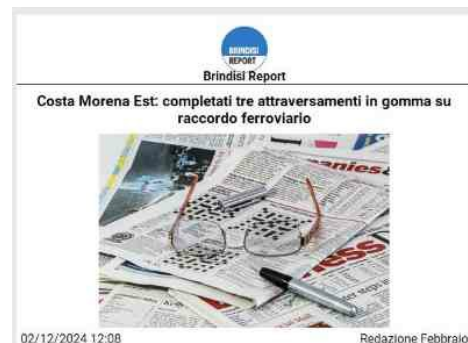 BRINDISI
REPORT
Brindisi Report
Costa Morena Est: completati tre attraversamenti in gomma su
raccordo ferroviario
02/12/2024 12:08
Redazione Febbraio